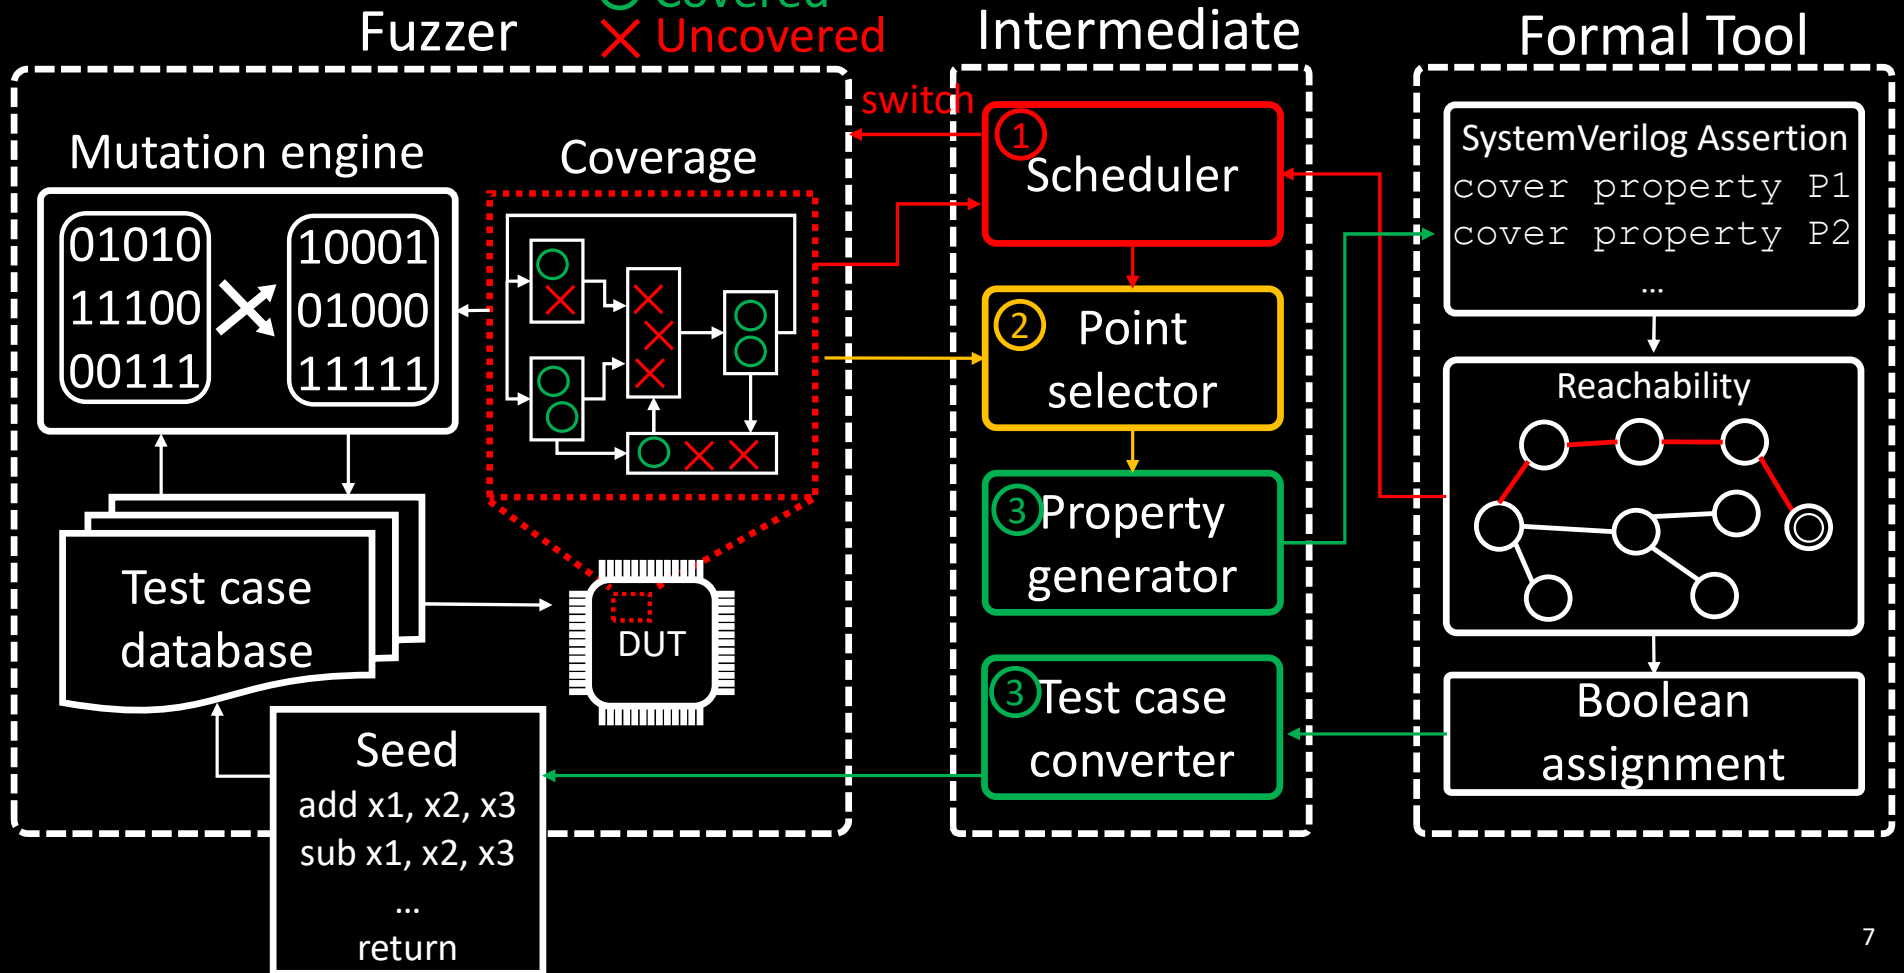 Covered
Fuzzer
Uncovered
Intermediate
Formal Tool
switch
Mutation engine
Coverage
01010
11100
00111
10001
01000
11111
Test case
database
DUT
Seed
add x1, x2, x3
sub x1, x2, x3
...
return
1
Scheduler
2
Point
selector
3
Property
generator
3
Test case
converter
SystemVerilog Assertion
cover property P1
cover property P2
...
Reachability
Boolean
assignment
7